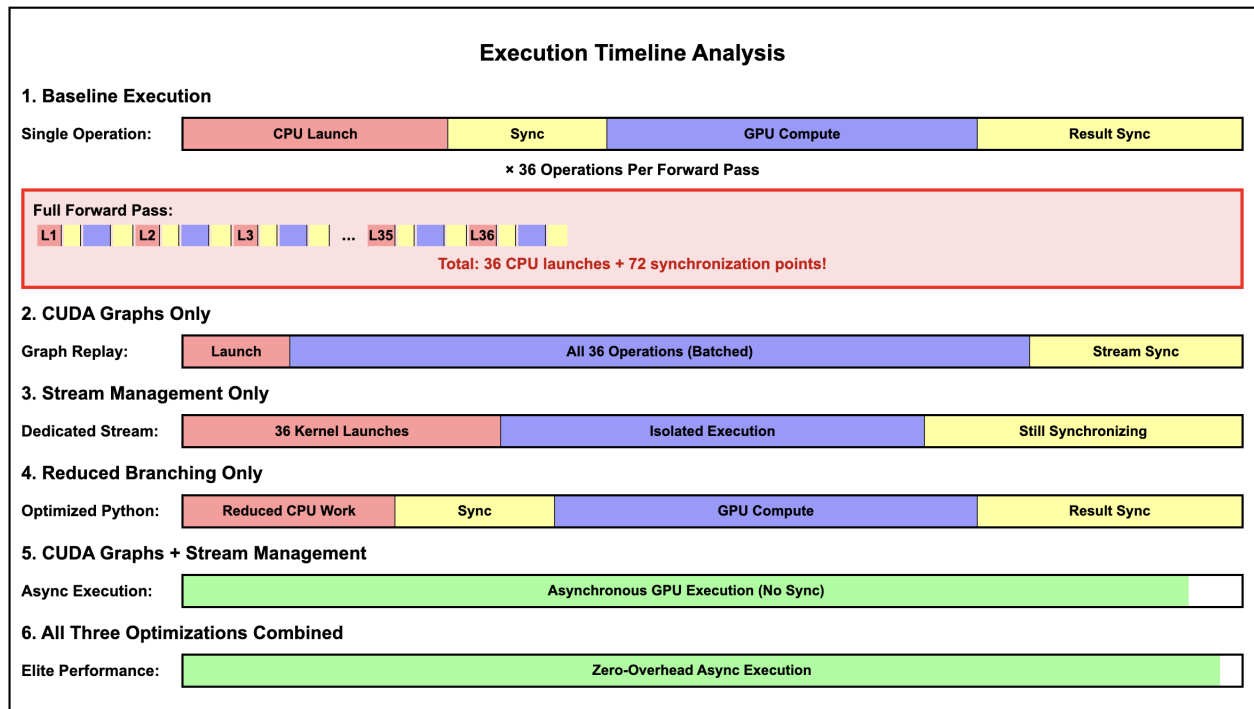 Execution Timeline Analysis
1. Baseline Execution
Single Operation: CPU Launch Sync GPU Compute Result Sync
× 36 Operations Per Forward Pass
Full Forward Pass:
L1 L2 L3 ... L35 L36
Total: 36 CPU launches + 72 synchronization points!
2. CUDA Graphs Only
Graph Replay: Launch All 36 Operations (Batched) Stream Sync
3. Stream Management Only
Dedicated Stream: 36 Kernel Launches Isolated Execution Still Synchronizing
4. Reduced Branching Only
Optimized Python: Reduced CPU Work Sync GPU Compute Result Sync
5. CUDA Graphs + Stream Management
Async Execution: Asynchronous GPU Execution (No Sync)
6. All Three Optimizations Combined
Elite Performance: Zero-Overhead Async Execution